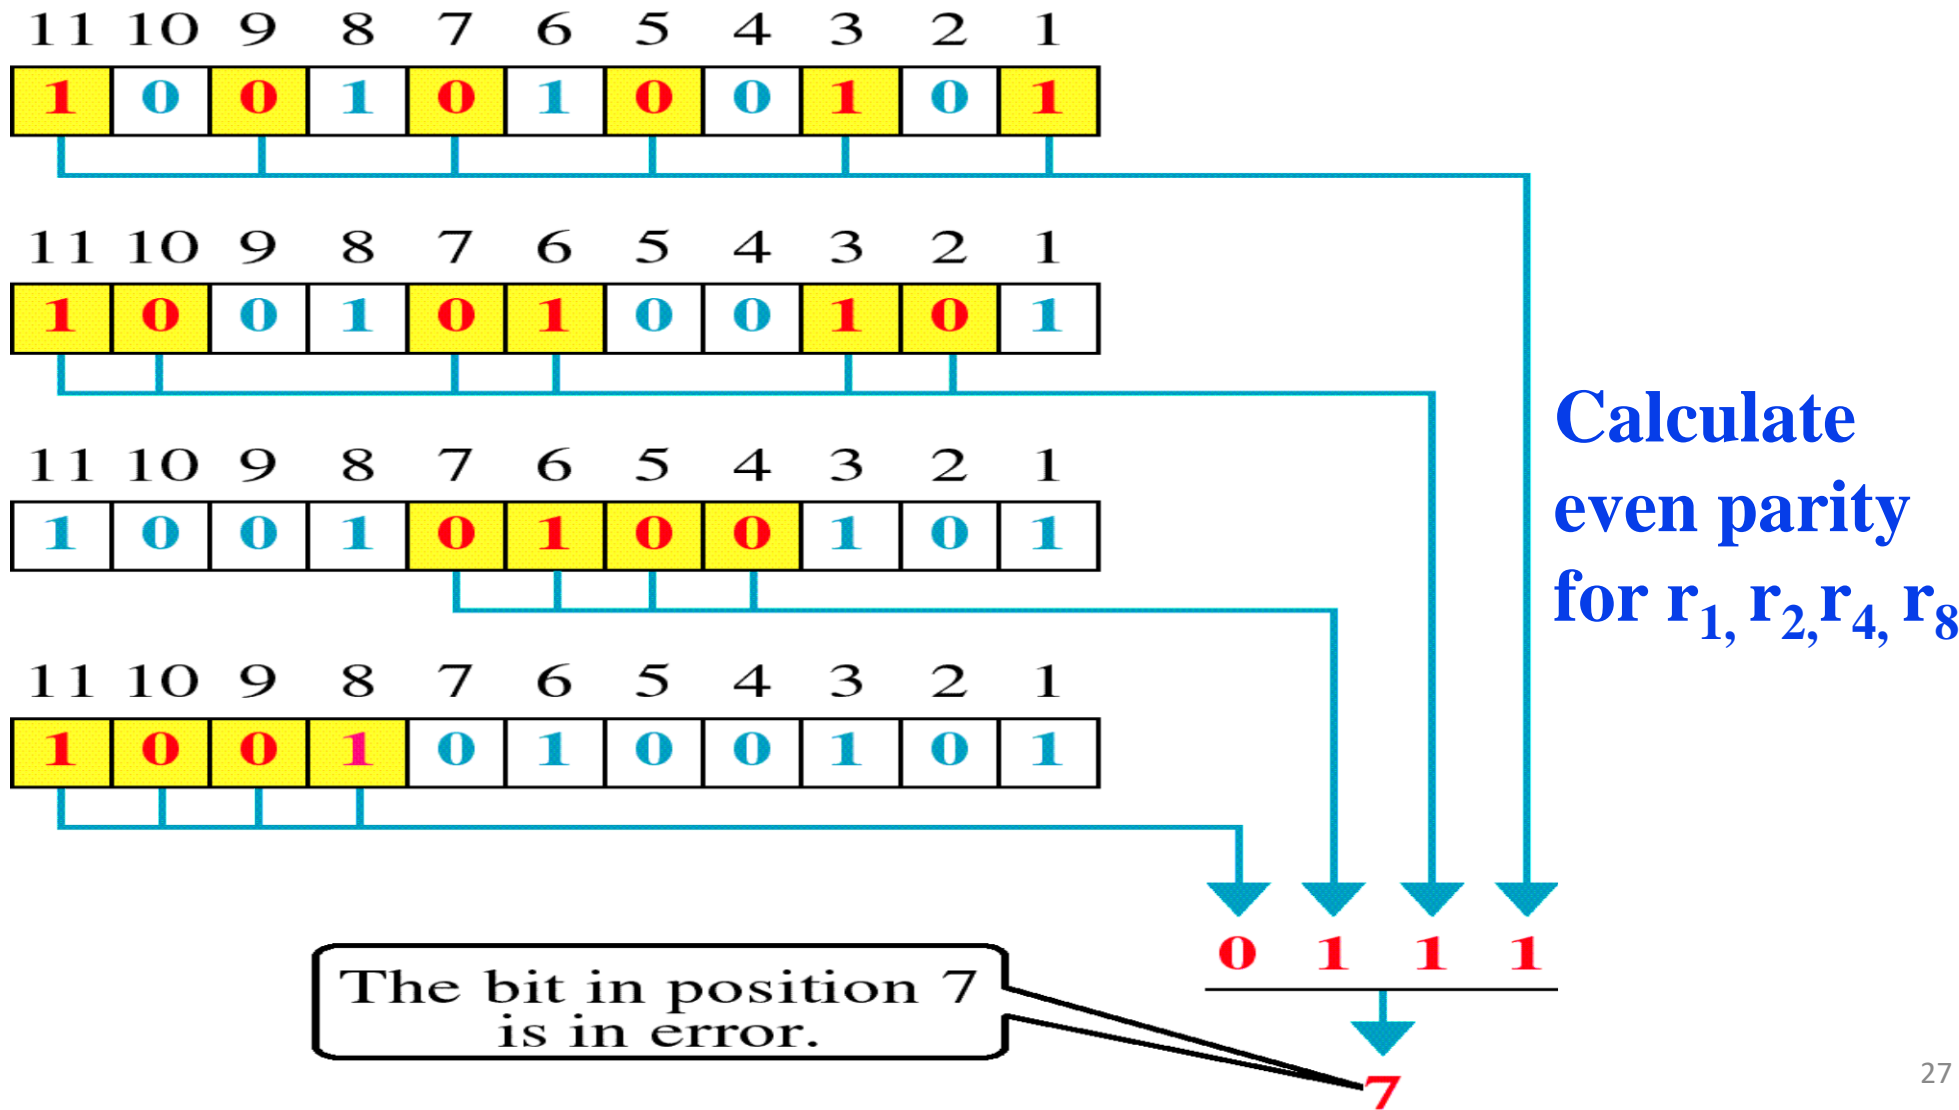 11 10 9 8 7 6 5 4 3 2 1
1 0 0 1 0 1 0 0 1 0 1
11 10 9 8 7 6 5 4 3 2 1
1 0 0 1 0 1 0 0 1 0 1
11 10 9 8 7 6 5 4 3 2 1
1 0 0 1 0 1 0 0 1 0 1
11 10 9 8 7 6 5 4 3 2 1
1 0 0 1 0 1 0 0 1 0 1
Calculate
even parity
for r1, r2,r4, r8
0 1 1 1
The bit in position 7
is in error.
7
27